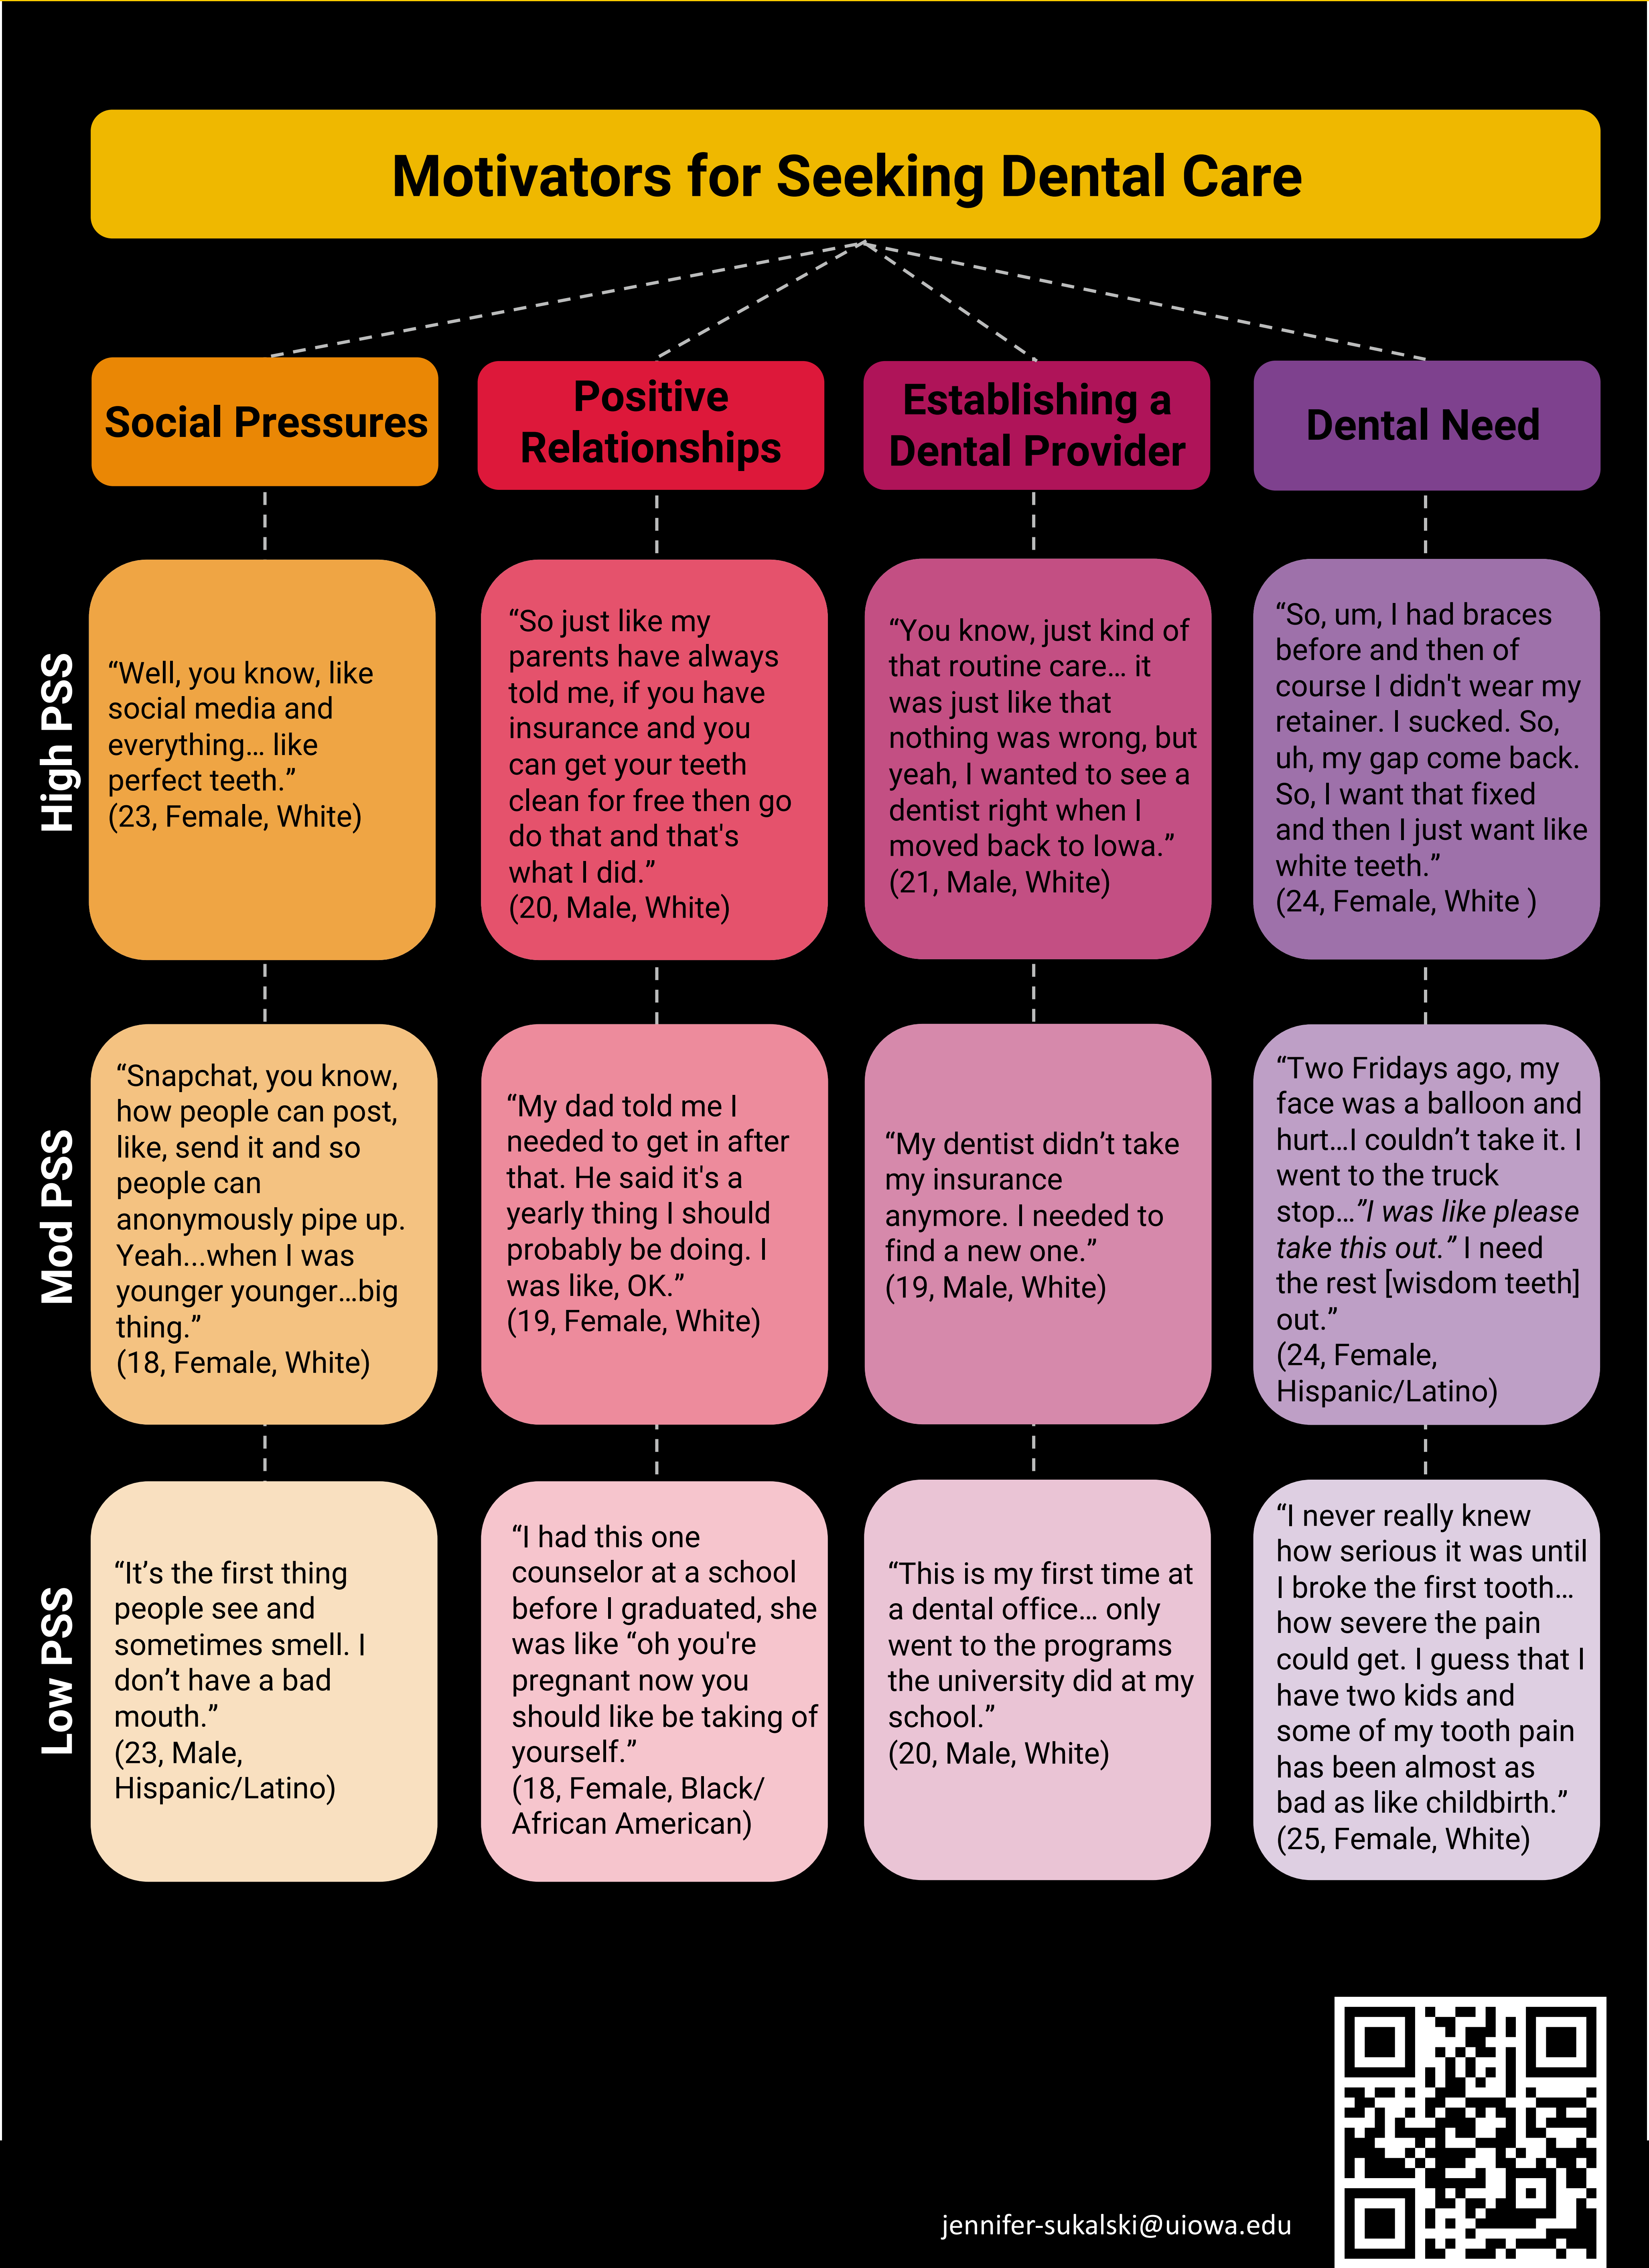 Motivators for Seeking Dental Care
Social Pressures
Positive
Relationships
Establishing a
Dental Provider
Dental Need
High PSS
“Well, you know, like
social media and
everything… like
perfect teeth.”
(23, Female, White)
“So just like my
parents have always
told me, if you have
insurance and you
can get your teeth
clean for free then go
do that and that's
what I did.”
(20, Male, White)
“You know, just kind of
that routine care… it
was just like that
nothing was wrong, but
yeah, I wanted to see a
dentist right when I
moved back to Iowa.”
(21, Male, White)
“So, um, I had braces
before and then of
course I didn't wear my
retainer. I sucked. So,
uh, my gap come back.
So, I want that fixed
and then I just want like
white teeth.”
(24, Female, White )
Mod PSS
“Snapchat, you know,
how people can post,
like, send it and so
people can
anonymously pipe up.
Yeah...when I was
younger younger…big
thing.”
(18, Female, White)
“My dad told me I
needed to get in after
that. He said it's a
yearly thing I should
probably be doing. I
was like, OK.”
(19, Female, White)
“My dentist didn’t take
my insurance
anymore. I needed to
find a new one.”
(19, Male, White)
“Two Fridays ago, my
face was a balloon and
hurt…I couldn’t take it. I
went to the truck
stop…”I was like please
take this out.” I need
the rest [wisdom teeth]
out.”
(24, Female,
Hispanic/Latino)
Low PSS
“It’s the first thing
people see and
sometimes smell. I
don’t have a bad
mouth.”
(23, Male,
Hispanic/Latino)
“I had this one
counselor at a school
before I graduated, she
was like “oh you're
pregnant now you
should like be taking of
yourself.”
(18, Female, Black/
African American)
“This is my first time at
a dental office… only
went to the programs
the university did at my
school.”
(20, Male, White)
“I never really knew
how serious it was until
I broke the first tooth…
how severe the pain
could get. I guess that I
have two kids and
some of my tooth pain
has been almost as
bad as like childbirth.”
(25, Female, White)
jennifer-sukalski@uiowa.edu